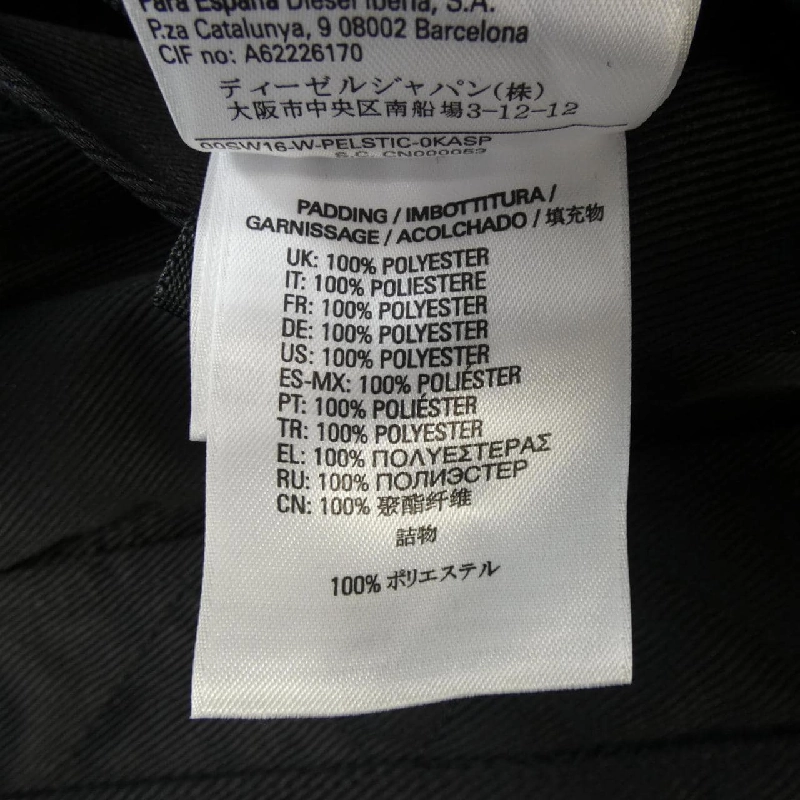 Para España Diesel Iberia, S.A.
P.za Catalunya, 9 08002 Barcelona
CIF no: A62226170
ディーゼルジャパン(株)
大阪市中央区南船場3-12-12
00SW16-W-PELSTIC-0KASP
S.C. CN000053
PADDING / IMBOTTITURA /
GARNISSAGE / ACOLCHADO / 填充物
UK: 100% POLYESTER
IT: 100% POLIESTERE
FR: 100% POLYESTER
DE: 100% POLYESTER
US: 100% POLYESTER
ES-MX: 100% POLIÉSTER
PT: 100% POLIÉSTER
TR: 100% POLYESTER
EL: 100% ΠΟΛΥΕΣΤΕΡΑΣ
RU: 100% ПОЛИЭСТЕР
CN: 100% 聚酯纤维
詰物
100% ポリエステル